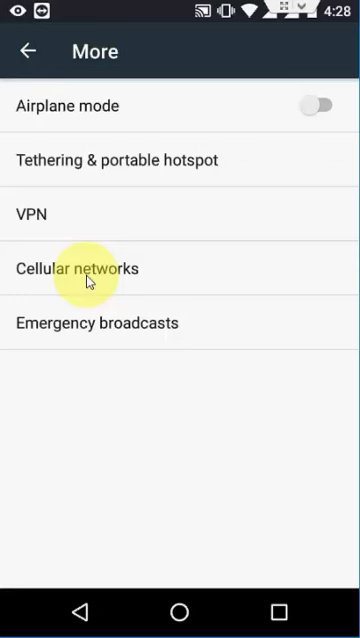 4:28
More
Airplane mode
Tethering & portable hotspot
VPN
Cellular networks
Emergency broadcasts